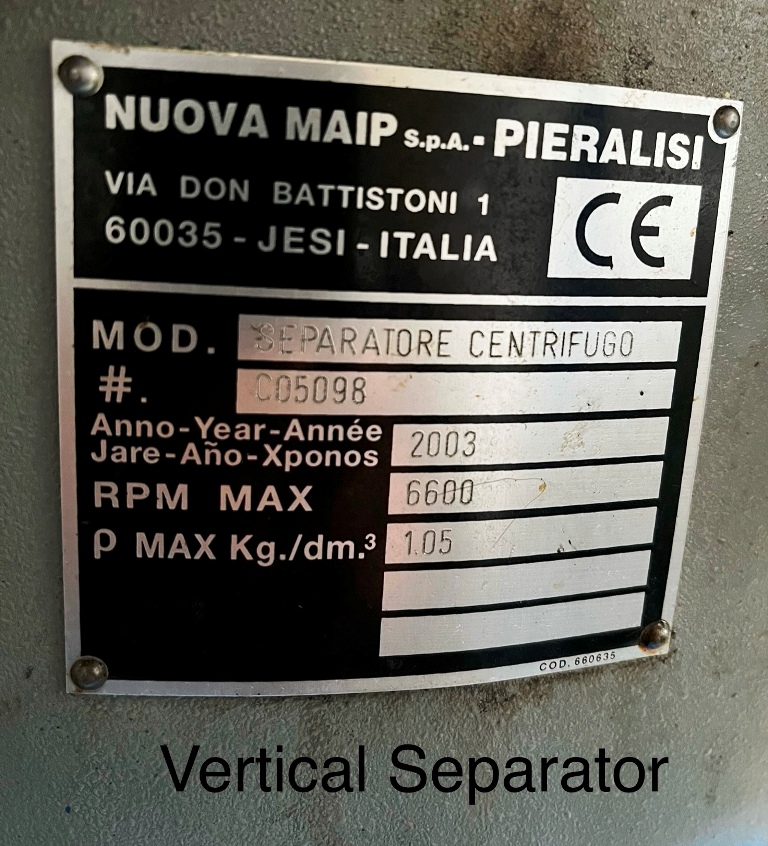 NUOVA MAIP S.p.A.- PIERALISI
VIA DON BATTISTONI 1
60035 - JESI - ITALIA
CE
MOD. SEPARATORE CENTRIFUGO
#. C05098
Anno-Year-Année
Jare-Año-Xponos 2003
RPM MAX 6600
ρ MAX Kg./dm.³ 1.05
COD. 660635
Vertical Separator